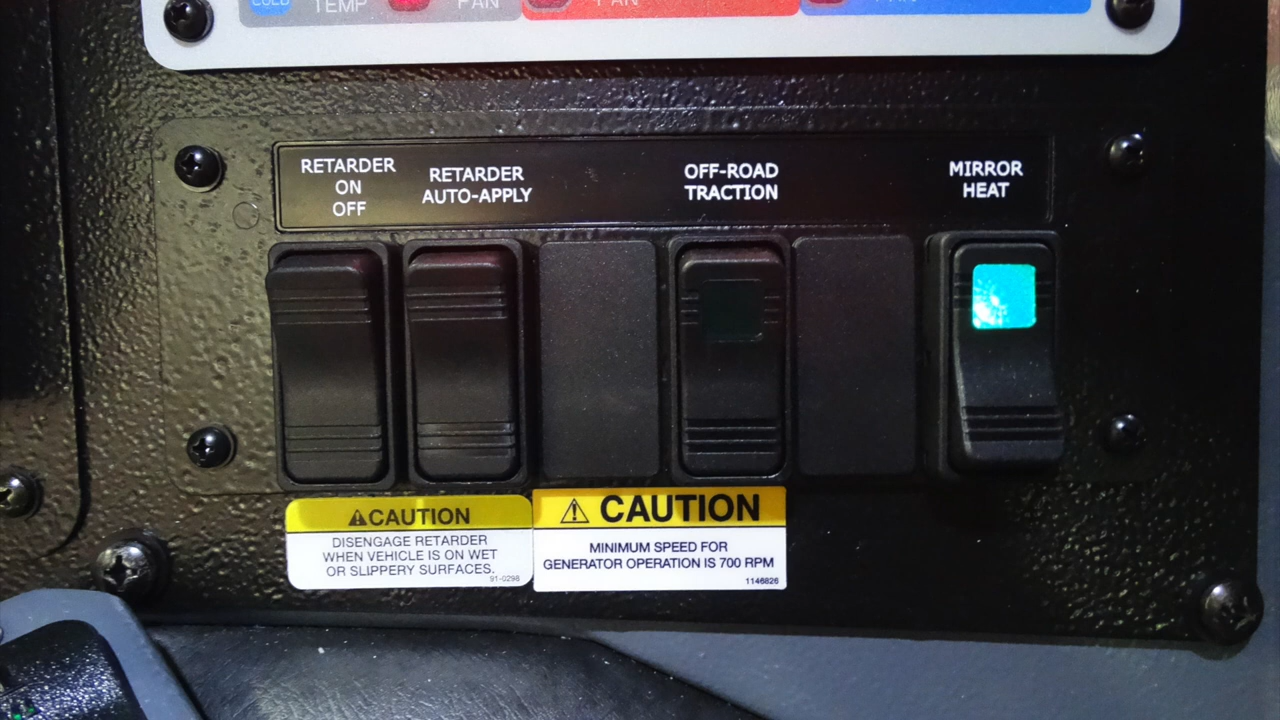 COLD
TEMP
FAN
FAN
FAN
RETARDER
ON
OFF
RETARDER
AUTO-APPLY
OFF-ROAD
TRACTION
MIRROR
HEAT
CAUTION
DISENGAGE RETARDER
WHEN VEHICLE IS ON WET
OR SLIPPERY SURFACES.
91-0298
CAUTION
MINIMUM SPEED FOR
GENERATOR OPERATION IS 700 RPM
1146826